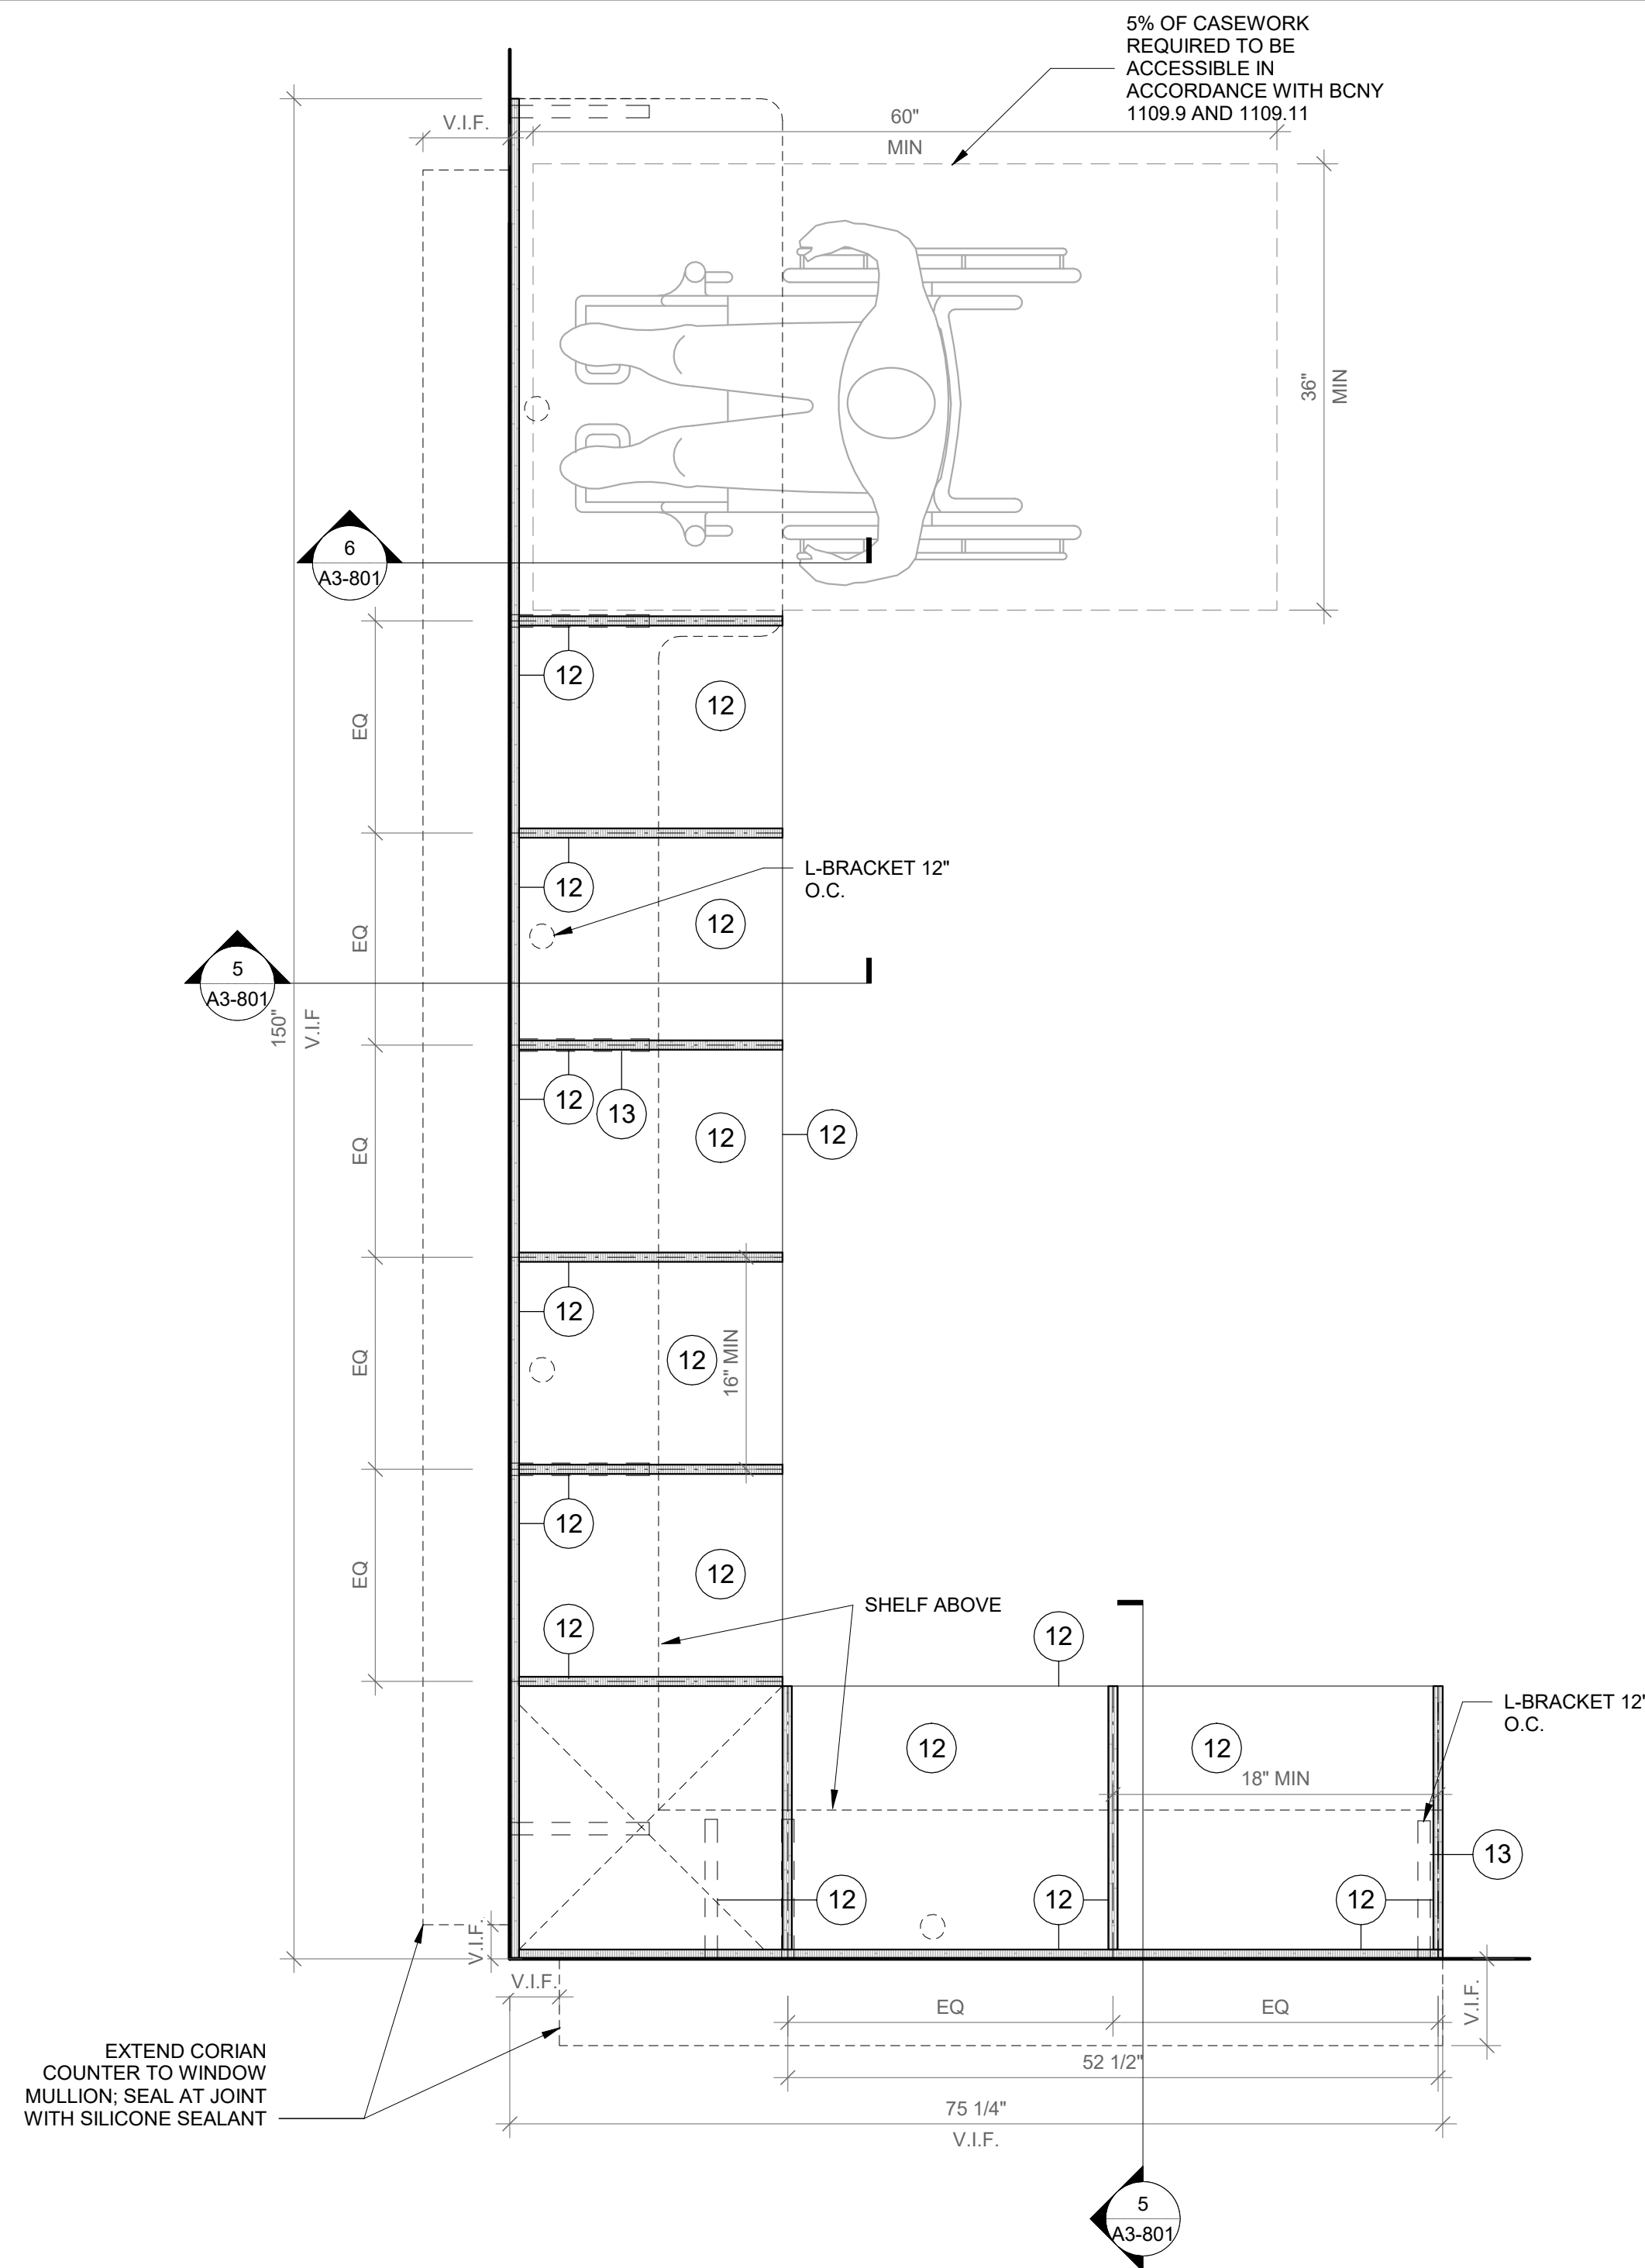 5% OF CASEWORK
REQUIRED TO BE
ACCESSIBLE IN
ACCORDANCE WITH BCNY
1109.9 AND 1109.11
V.I.F.
60"
MIN
36"
MIN
6
A3-801
12
12
EQ
L-BRACKET 12"
O.C.
12
12
EQ
5
A3-801
150"
V.I.F
12
13
12
12
EQ
12
12
16" MIN
EQ
12
12
EQ
12
SHELF ABOVE
12
L-BRACKET 12"
O.C.
12
12
18" MIN
13
12
12
12
V.I.F.
V.I.F.
EQ
EQ
V.I.F.
52 1/2"
75 1/4"
V.I.F.
EXTEND CORIAN
COUNTER TO WINDOW
MULLION; SEAL AT JOINT
WITH SILICONE SEALANT
5
A3-801